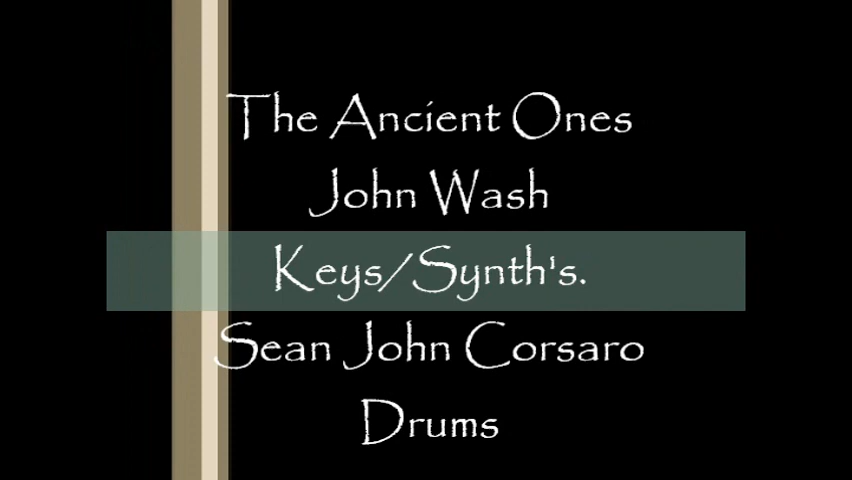 The Ancient Ones
John Wash
Keys/Synth's.
Sean John Corsaro
Drums